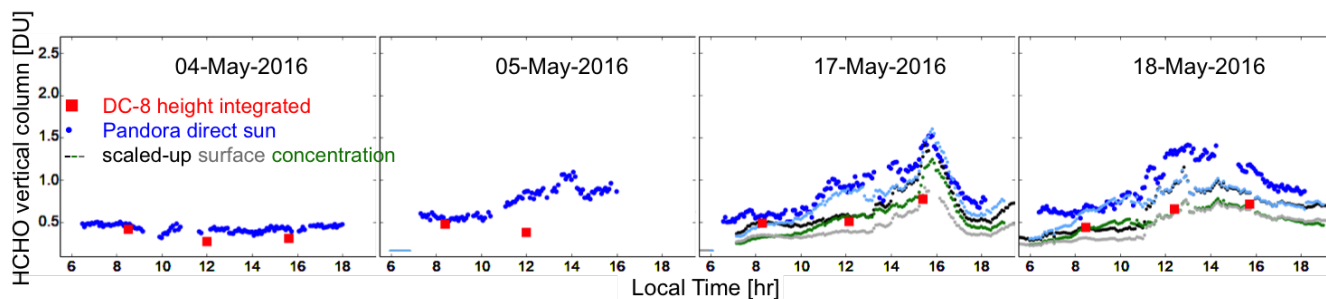 HCHO vertical column [DU]
2.5
2.0
1.5
1.0
0.5
04-May-2016
05-May-2016
17-May-2016
18-May-2016
DC-8 height integrated
Pandora direct sun
scaled-up surface concentration
6 8 10 12 14 16 18
6 8 10 12 14 16 18
6 8 10 12 14 16 18
6 8 10 12 14 16 18
Local Time [hr]